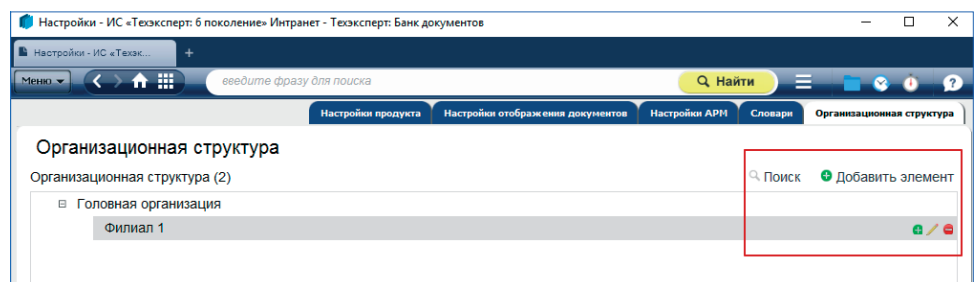 Настройки - ИС «Техэксперт: 6 поколение» Интранет - Техэксперт: Банк документов
Настройки - ИС «Техэк...
Меню введите фразу для поиска Найти
Настройки продукта Настройки отображения документов Настройки АРМ Словари Организационная структура
Организационная структура
Организационная структура (2) Поиск Добавить элемент
Головная организация
Филиал 1